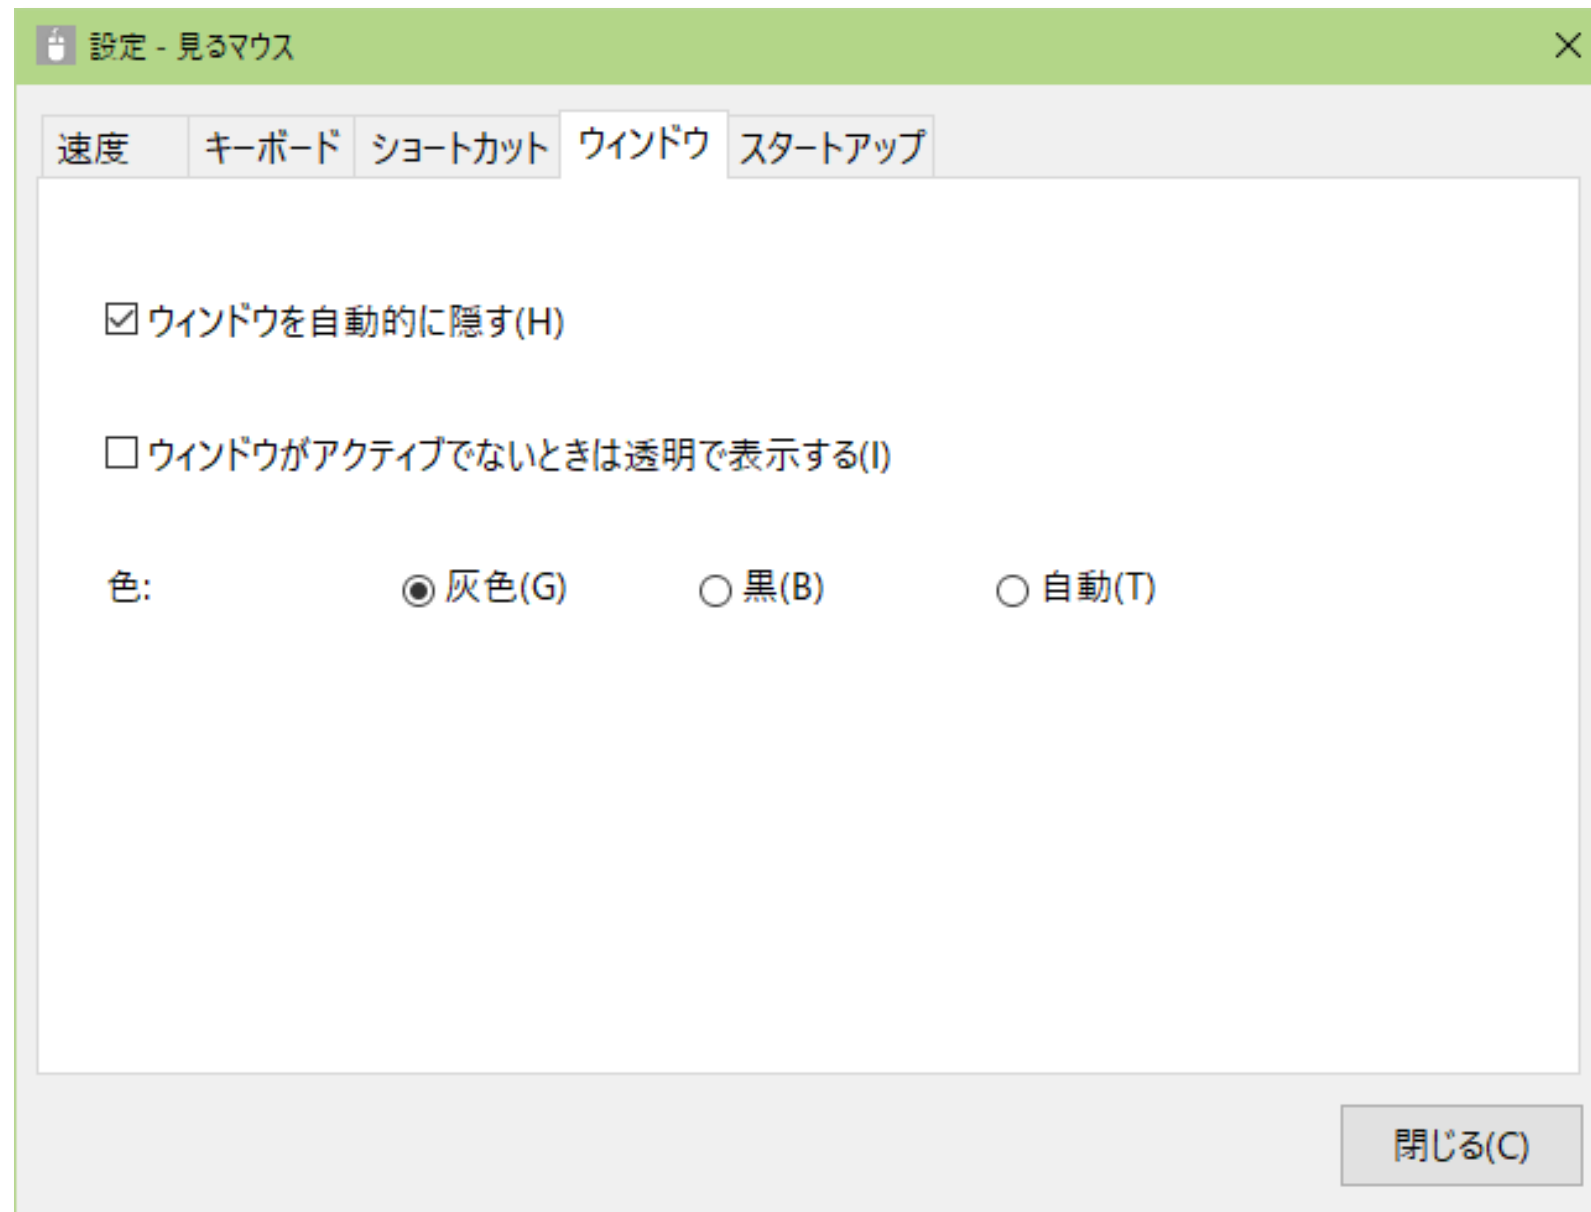 設定 - 見るマウス
速度 キーボード ショートカット ウィンドウ スタートアップ
ウィンドウを自動的に隠す(H)
ウィンドウがアクティブでないときは透明で表示する(I)
色: 灰色(G) 黒(B) 自動(T)
閉じる(C)